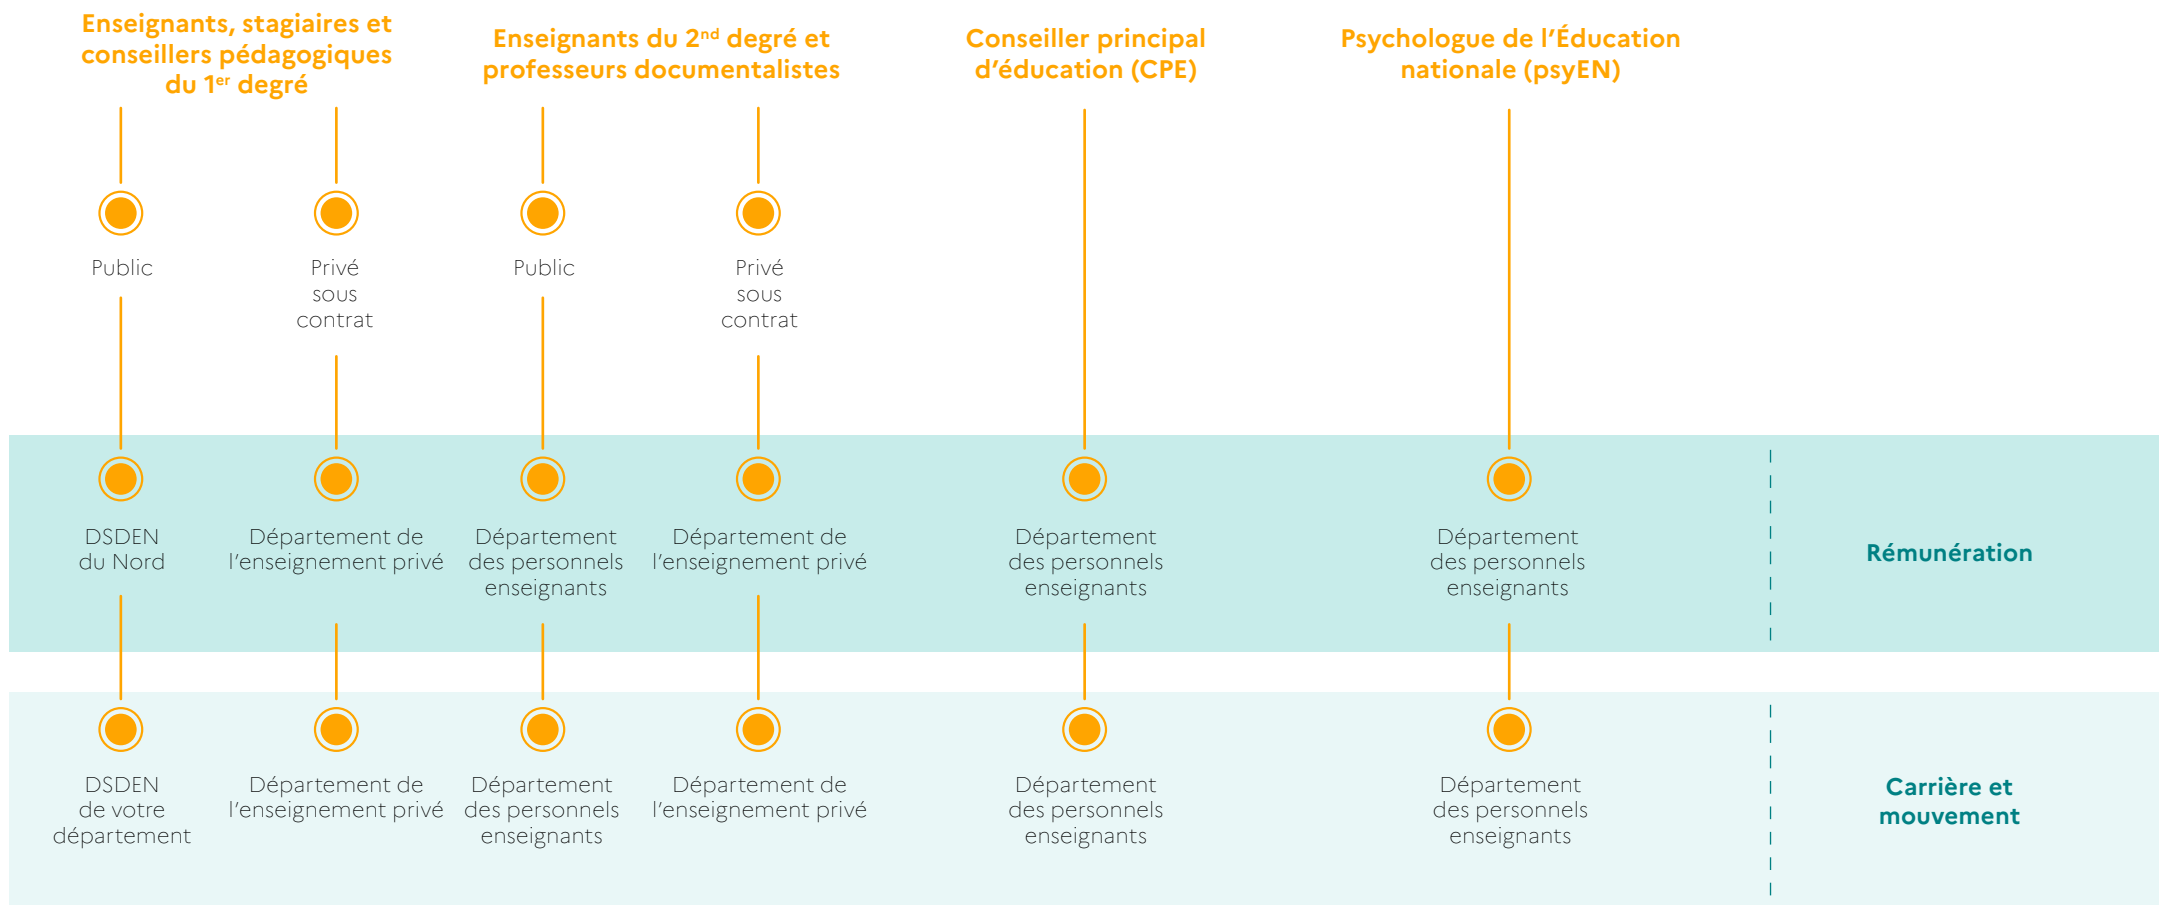 Enseignants, stagiaires et
conseillers pédagogiques
du 1er degré
Enseignants du 2nd degré et
professeurs documentalistes
Conseiller principal
d'éducation (CPE)
Psychologue de l'Éducation
nationale (psyEN)
Public
Privé
sous
contrat
Public
Privé
sous
contrat
DSDEN
du Nord
Département de
l'enseignement privé
Département
des personnels
enseignants
Département de
l'enseignement privé
Département
des personnels
enseignants
Département
des personnels
enseignants
Rémunération
DSDEN
de votre
département
Département de
l'enseignement privé
Département
des personnels
enseignants
Département de
l'enseignement privé
Département
des personnels
enseignants
Département
des personnels
enseignants
Carrière et
mouvement